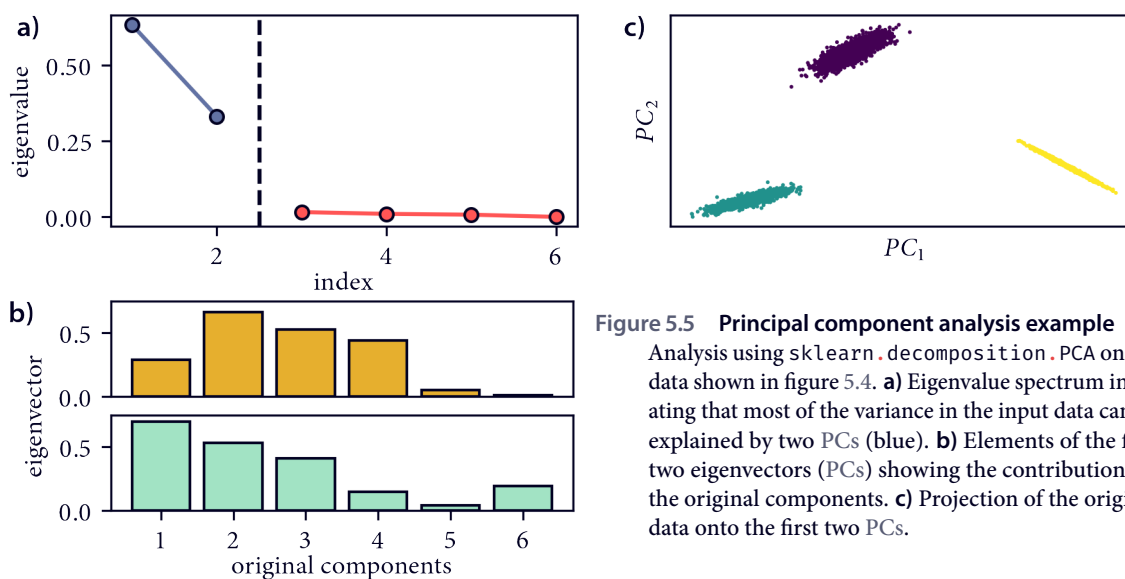 a)
0.50
0.25
0.00
eigenvalue
2
4
6
index
b)
0.5
0.0
0.5
0.0
eigenvector
1
2
3
4
5
6
original components
c)
PC2
PC1
Figure 5.5 Principal component analysis example
Analysis using sklearn.decomposition.PCA on
data shown in figure 5.4. a) Eigenvalue spectrum in
ating that most of the variance in the input data can
explained by two PCs (blue). b) Elements of the f
two eigenvectors (PCs) showing the contribution
the original components. c) Projection of the origi
data onto the first two PCs.